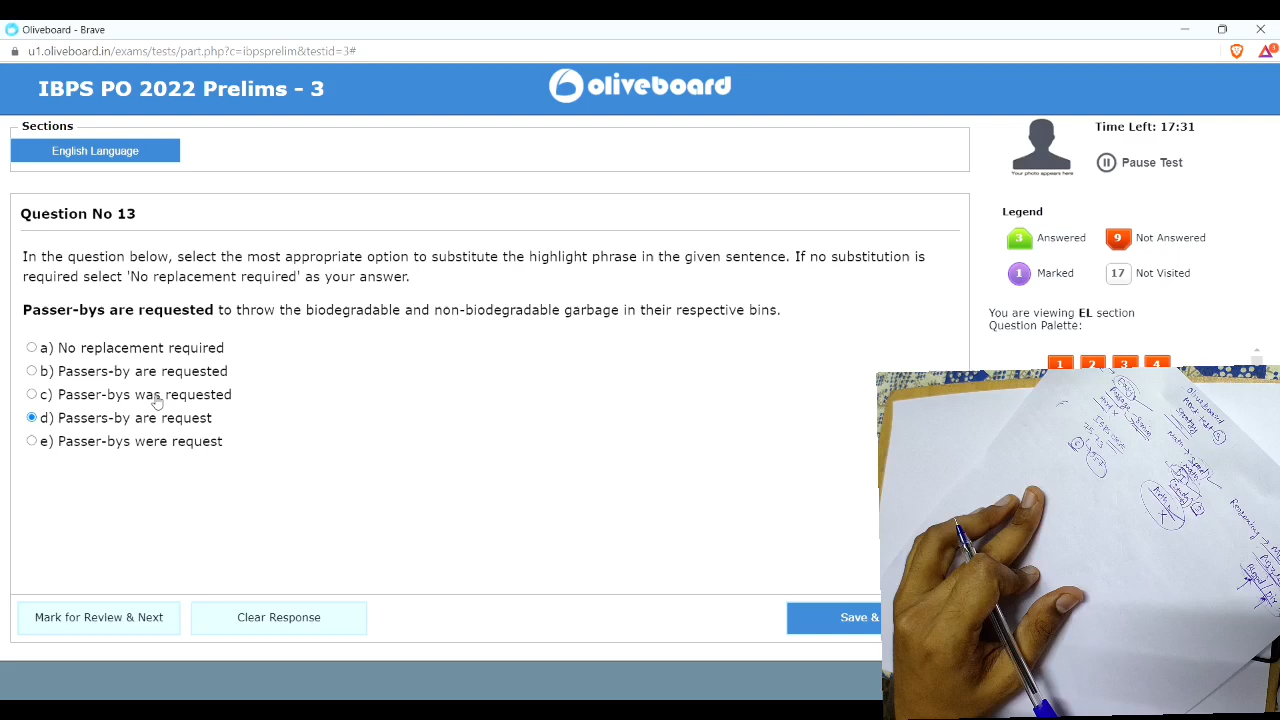 Oliveboard - Brave
u1.oliveboard.in/exams/tests/part.php?c=ibpsprelim&testid=3#
IBPS PO 2022 Prelims - 3
oliveboard
Sections
English Language
Time Left: 17:31
Your photo appears here
Pause Test
Question No 13
Legend
3 Answered
9 Not Answered
1 Marked
17 Not Visited
In the question below, select the most appropriate option to substitute the highlight phrase in the given sentence. If no substitution is
required select 'No replacement required' as your answer.
You are viewing EL section
Question Palette:
Passer-bys are requested to throw the biodegradable and non-biodegradable garbage in their respective bins.
1 2 3 4
a) No replacement required
b) Passers-by are requested
c) Passer-bys was requested
d) Passers-by are request
e) Passer-bys were request
Oliveboard
Reasoning
Mark for Review & Next
Clear Response
Save &